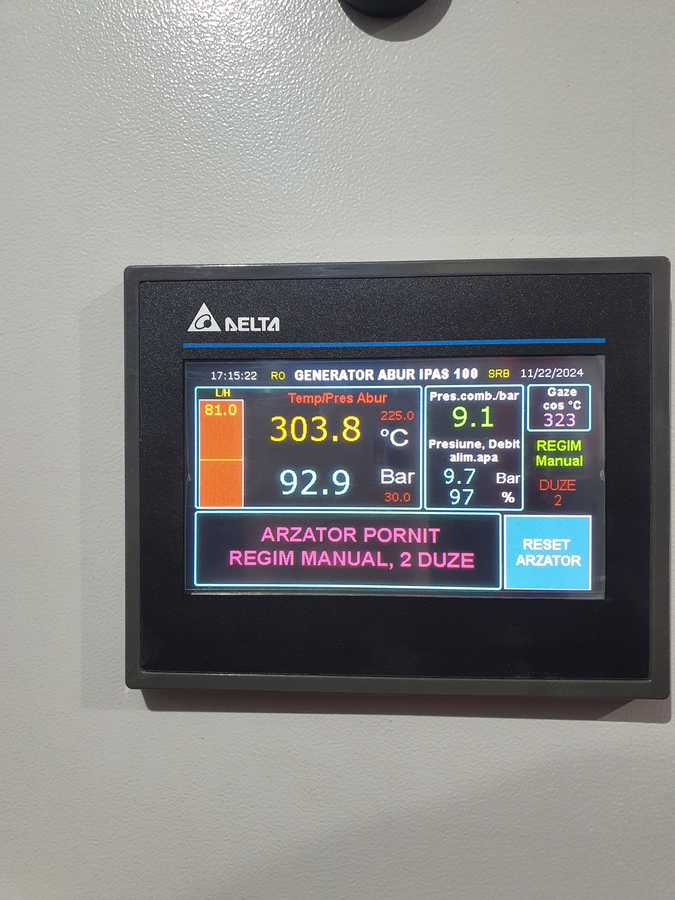 DELTA
17:15:22 RO GENERATOR ABUR IPAS 100 SRB 11/22/2024
L/H
81.0
Temp/Pres Abur
225.0
303.8 °C
92.9 Bar
30.0
Pres.comb./bar
9.1
Presiune, Debit
alim.apa
9.7 Bar
97 %
Gaze
cos °C
323
REGIM
Manual
DUZE
2
ARZATOR PORNIT
REGIM MANUAL, 2 DUZE
RESET
ARZATOR